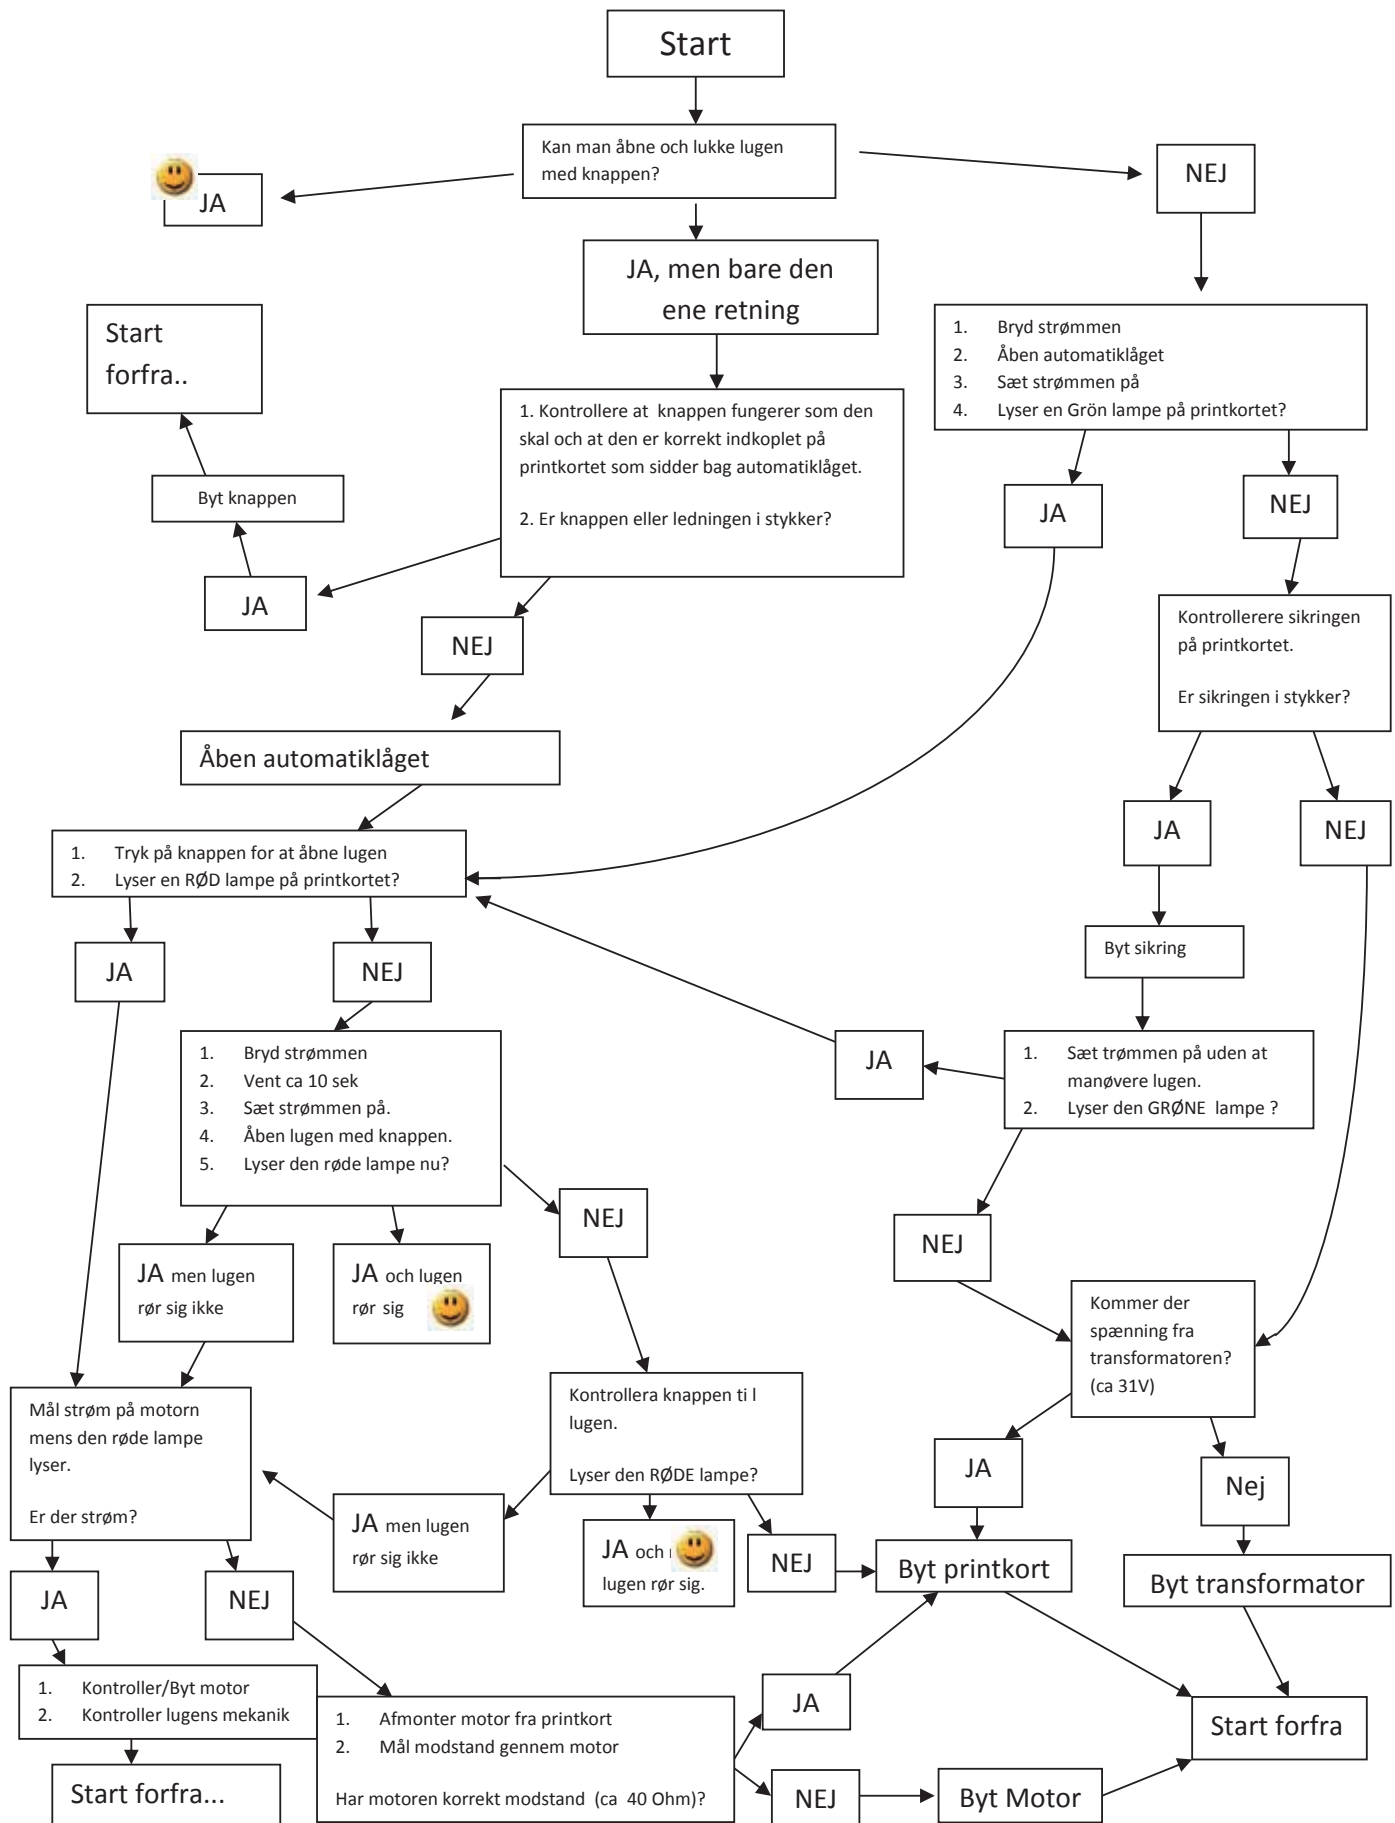 Start
Kan man åbne och lukke lugen
med knappen?
JA
NEJ
JA, men bare den
ene retning
Start
forfra..
1. Bryd strømmen
2. Åben automatiklåget
3. Sæt strømmen på
4. Lyser en Grön lampe på printkortet?
1. Kontrollere at knappen fungerer som den
skal och at den er korrekt indkoplet på
printkortet som sidder bag automatiklåget.
2. Er knappen eller ledningen i stykker?
Byt knappen
JA
NEJ
JA
NEJ
Kontrollerere sikringen
på printkortet.
Er sikringen i stykker?
Åben automatiklåget
JA
NEJ
1. Tryk på knappen for at åbne lugen
2. Lyser en RØD lampe på printkortet?
Byt sikring
JA
NEJ
1. Bryd strømmen
2. Vent ca 10 sek
3. Sæt strømmen på.
4. Åben lugen med knappen.
5. Lyser den røde lampe nu?
JA
1. Sæt trømmen på uden at
manøvere lugen.
2. Lyser den GRØNE lampe ?
NEJ
NEJ
JA men lugen
rør sig ikke
JA och lugen
rør sig
Kommer der
spænning fra
transformatoren?
(ca 31V)
Mål strøm på motorn
mens den røde lampe
lyser.
Er der strøm?
Kontrollera knappen ti l
lugen.
Lyser den RØDE lampe?
JA
Nej
JA men lugen
rør sig ikke
JA och
lugen rør sig.
NEJ
Byt printkort
Byt transformator
JA
NEJ
1. Kontroller/Byt motor
2. Kontroller lugens mekanik
JA
1. Afmonter motor fra printkort
2. Mål modstand gennem motor
Har motoren korrekt modstand (ca 40 Ohm)?
Start forfra
Start forfra...
NEJ
Byt Motor